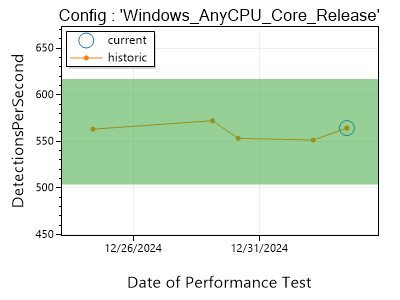 Config : 'Windows_AnyCPU_Core_Release'
current
historic
650
600
550
500
450
DetectionsPerSecond
12/26/2024
12/31/2024
Date of Performance Test